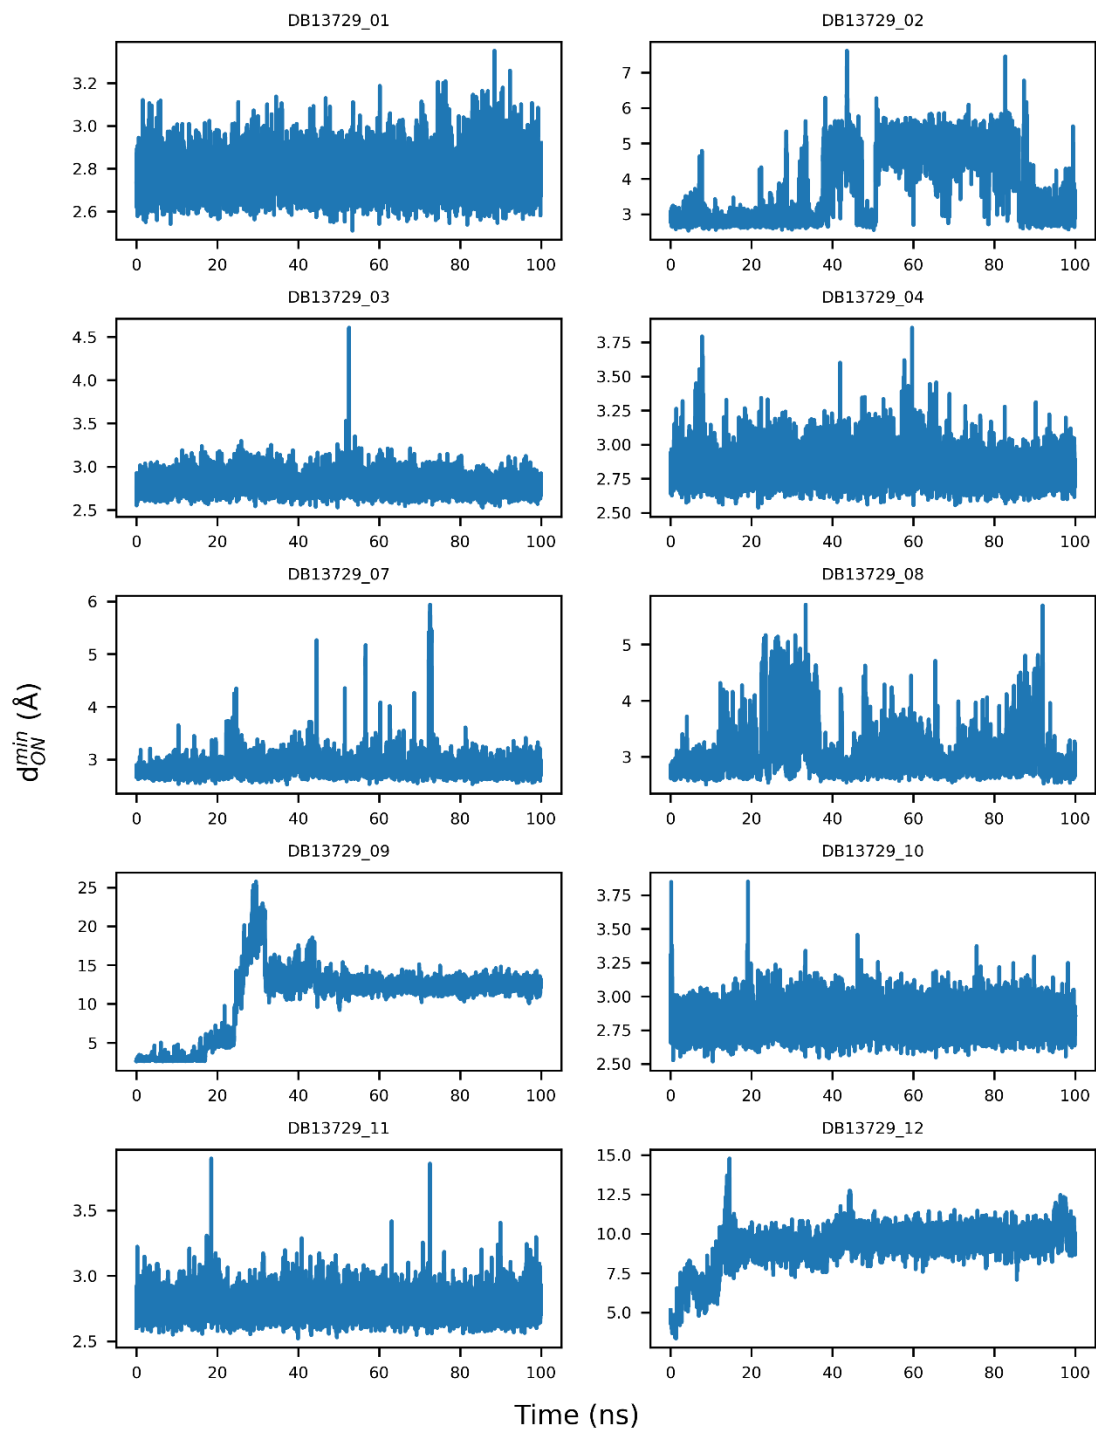 DB13729_01
3.2
3.0
2.8
2.6
0 20 40 60 80 100
DB13729_02
7
6
5
4
3
0 20 40 60 80 100
DB13729_03
4.5
4.0
3.5
3.0
2.5
0 20 40 60 80 100
DB13729_04
3.75
3.50
3.25
3.00
2.75
2.50
0 20 40 60 80 100
DB13729_07
6
5
4
3
0 20 40 60 80 100
DB13729_08
5
4
3
0 20 40 60 80 100
DB13729_09
25
20
15
10
5
0 20 40 60 80 100
DB13729_10
3.75
3.50
3.25
3.00
2.75
2.50
0 20 40 60 80 100
DB13729_11
3.5
3.0
2.5
0 20 40 60 80 100
DB13729_12
15.0
12.5
10.0
7.5
5.0
0 20 40 60 80 100
d_{ON}^{min} (Å)
Time (ns)